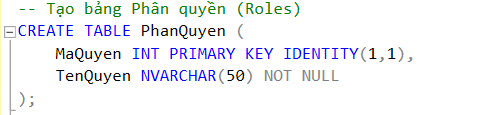 -- Tạo bảng Phân quyền (Roles)
CREATE TABLE PhanQuyen (
    MaQuyen INT PRIMARY KEY IDENTITY(1,1),
    TenQuyen NVARCHAR(50) NOT NULL
);